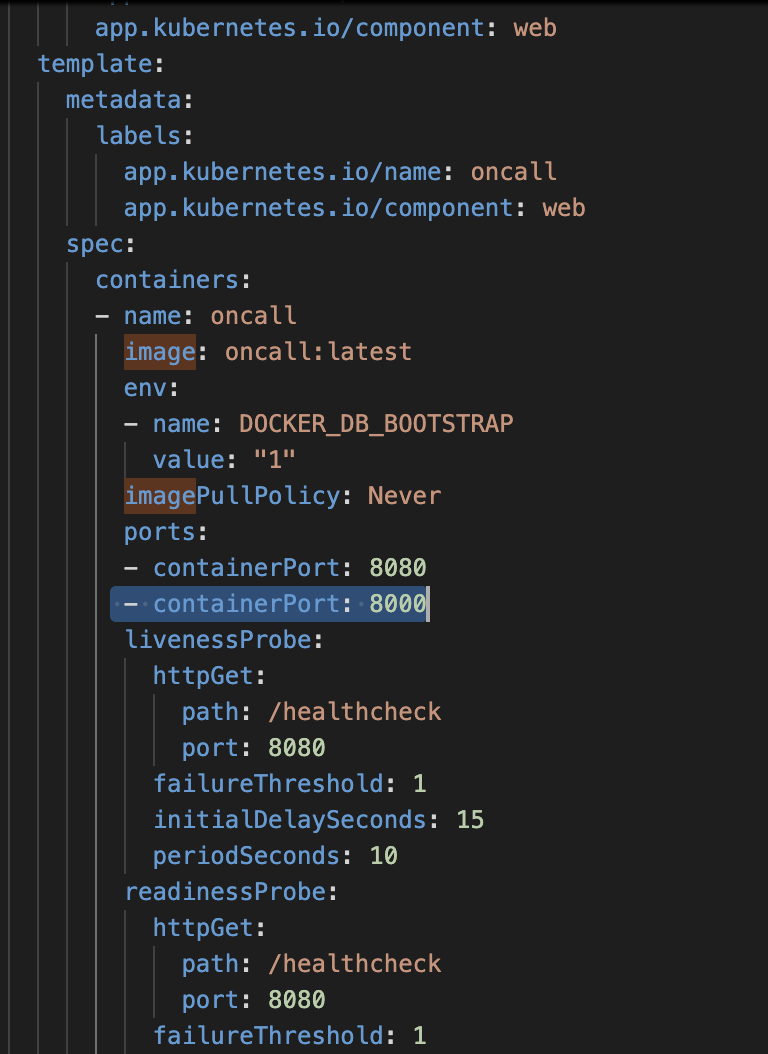 app.kubernetes.io/component: web
template:
metadata:
labels:
app.kubernetes.io/name: oncall
app.kubernetes.io/component: web
spec:
containers:
- name: oncall
image: oncall:latest
env:
- name: DOCKER_DB_BOOTSTRAP
value: "1"
imagePullPolicy: Never
ports:
- containerPort: 8080
- containerPort: 8000
livenessProbe:
httpGet:
path: /healthcheck
port: 8080
failureThreshold: 1
initialDelaySeconds: 15
periodSeconds: 10
readinessProbe:
httpGet:
path: /healthcheck
port: 8080
failureThreshold: 1